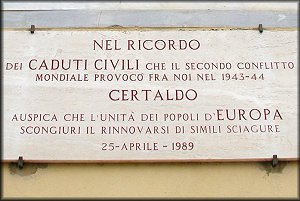 NEL RICORDO
DEI CADUTI CIVILI CHE IL SECONDO CONFLITTO
MONDIALE PROVOCÒ FRA NOI NEL 1943-44
CERTALDO
AUSPICA CHE L'UNITÀ DEI POPOLI D'EUROPA
SCONGIURI IL RINNOVARSI DI SIMILI SCIAGURE
25-APRILE-1989